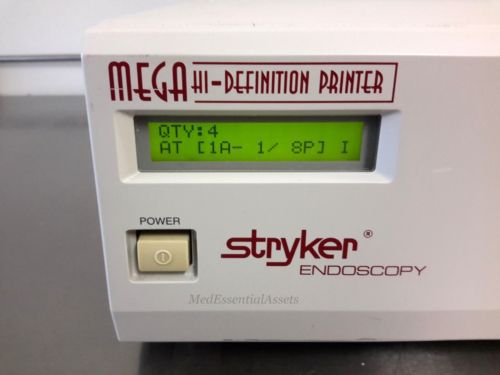 MEGA HI-DEFINITION PRINTER
QTY:4
AT [1A- 1/ 8P] I
POWER
stryker®
ENDOSCOPY
MedEssentialAssets